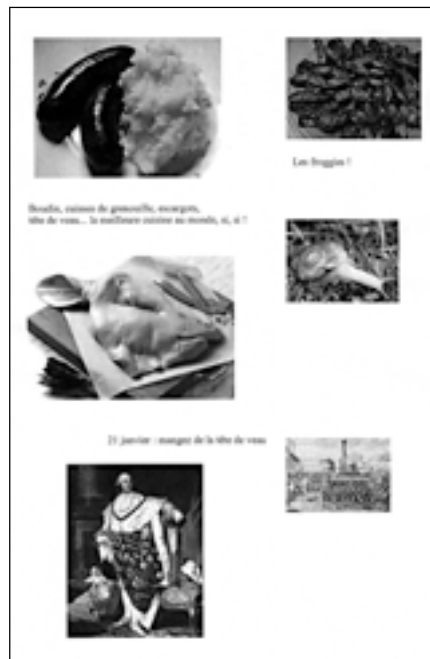 Les froggies !
Boudin, cuisses de grenouille, escargots,
tête de veau... la meilleure cuisine au monde, si, si !
21 janvier : mangez de la tête de veau